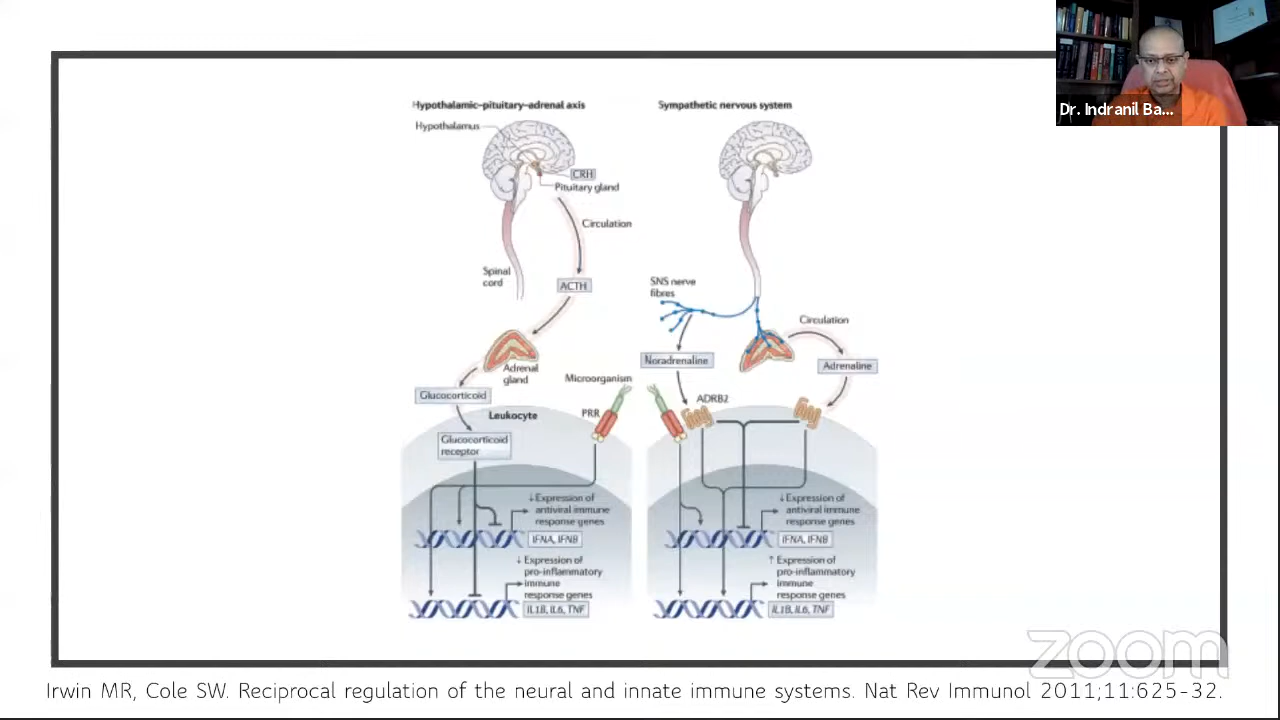 Dr. Indranil Ba...
Hypothalamic–pituitary–adrenal axis
Hypothalamus
CRH
Pituitary gland
Circulation
Spinal
cord
ACTH
Adrenal
gland
Glucocorticoid
Microorganism
Leukocyte
PRR
Glucocorticoid
receptor
↓ Expression of
antiviral immune
response genes
IFNA, IFNB
↓ Expression of
pro-inflammatory
immune
response genes
IL1B, IL6, TNF
Sympathetic nervous system
SNS nerve
fibres
Circulation
Noradrenaline
Adrenaline
ADRB2
↓ Expression of
antiviral immune
response genes
IFNA, IFNB
↑ Expression of
pro-inflammatory
immune
response genes
IL1B, IL6, TNF
zoom
Irwin MR, Cole SW. Reciprocal regulation of the neural and innate immune systems. Nat Rev Immunol 2011;11:625-32.